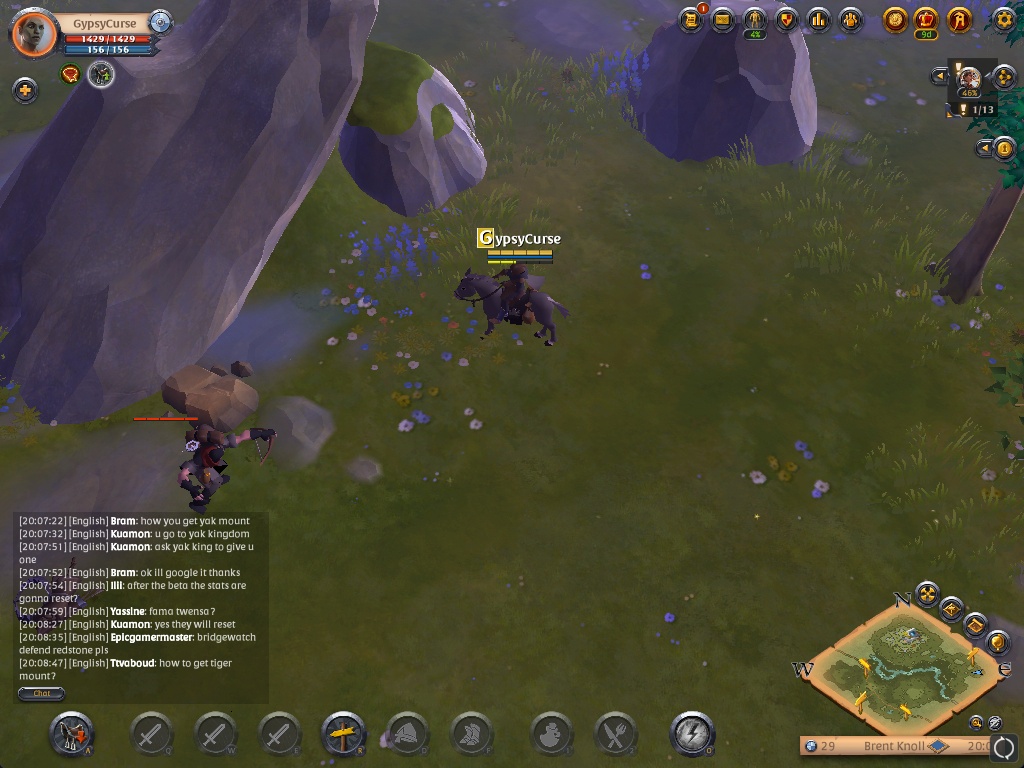 GypsyCurse
1429 / 1429
156 / 156
1
4%
9d
46%
1/13
GypsyCurse
[20:07:22] [English] Bram: how you get yak mount
[20:07:32] [English] Kuamon: u go to yak kingdom
[20:07:51] [English] Kuamon: ask yak king to give u
one
[20:07:52] [English] Bram: ok ill google it thanks
[20:07:54] [English] after the beta the stats are
gonna reset?
[20:07:59] [English] Yassine: fama twensa ?
[20:08:27] [English] Kuamon: yes they will reset
[20:08:35] [English] Epicgamermaster: bridgewatch
defend redstone pls
[20:08:47] [English] Ttvaboud: how to get tiger
mount?
Chat
N
W
E
A
Q
W
E
R
D
F
29
Brent Knoll